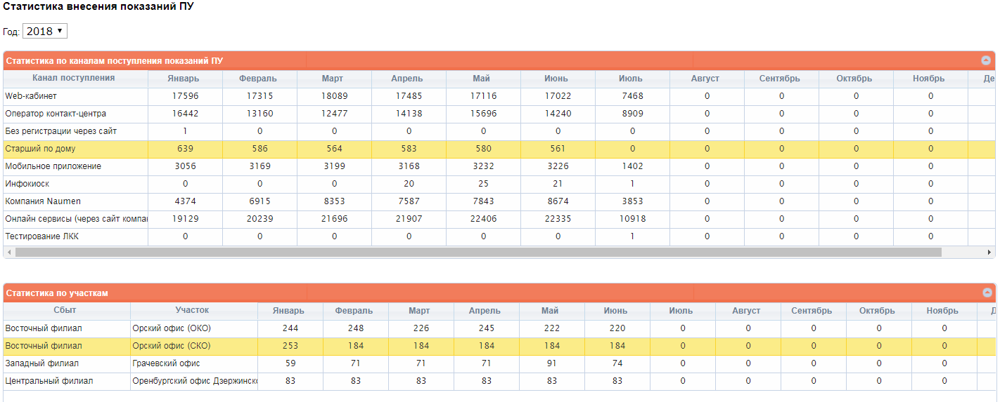 Статистика внесения показаний ПУ
Год: 2018
Статистика по каналам поступления показаний ПУ
Канал поступления Январь Февраль Март Апрель Май Июнь Июль Август Сентябрь Октябрь Ноябрь Де
Web-кабинет 17596 17315 18089 17485 17116 17022 7468 0 0 0 0
Оператор контакт-центра 16442 13160 12477 14138 15696 14240 8909 0 0 0 0
Без регистрации через сайт 1 0 0 0 0 0 0 0 0 0 0
Старший по дому 639 586 564 583 580 561 0 0 0 0 0
Мобильное приложение 3056 3169 3199 3168 3232 3226 1402 0 0 0 0
Инфокиоск 0 0 0 20 25 21 1 0 0 0 0
Компания Naumen 4374 6915 8353 7587 7843 8674 3853 0 0 0 0
Онлайн сервисы (через сайт компан 19129 20239 21696 21907 22406 22335 10918 0 0 0 0
Тестирование ЛКК 0 0 0 0 0 0 1 0 0 0 0
Статистика по участкам
Сбыт Участок Январь Февраль Март Апрель Май Июнь Июль Август Сентябрь Октябрь Ноябрь Д
Восточный филиал Орский офис (ОКО) 244 248 226 245 222 220 0 0 0 0 0
Восточный филиал Орский офис (СКО) 253 184 184 184 184 184 0 0 0 0 0
Западный филиал Грачевский офис 59 71 71 71 91 74 0 0 0 0 0
Центральный филиал Оренбургский офис Дзержинско 83 83 83 83 83 83 0 0 0 0 0